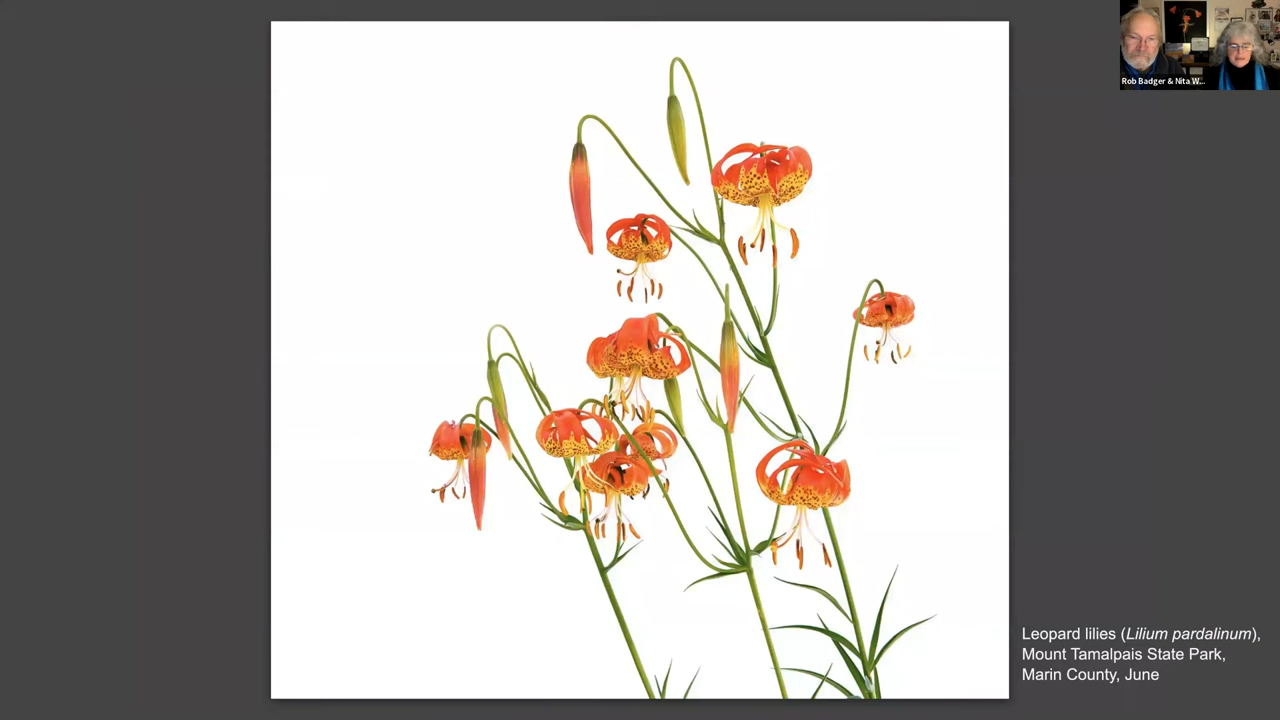 Rob Badger & Nita W...
Leopard lilies (Lilium pardalinum),
Mount Tamalpais State Park,
Marin County, June